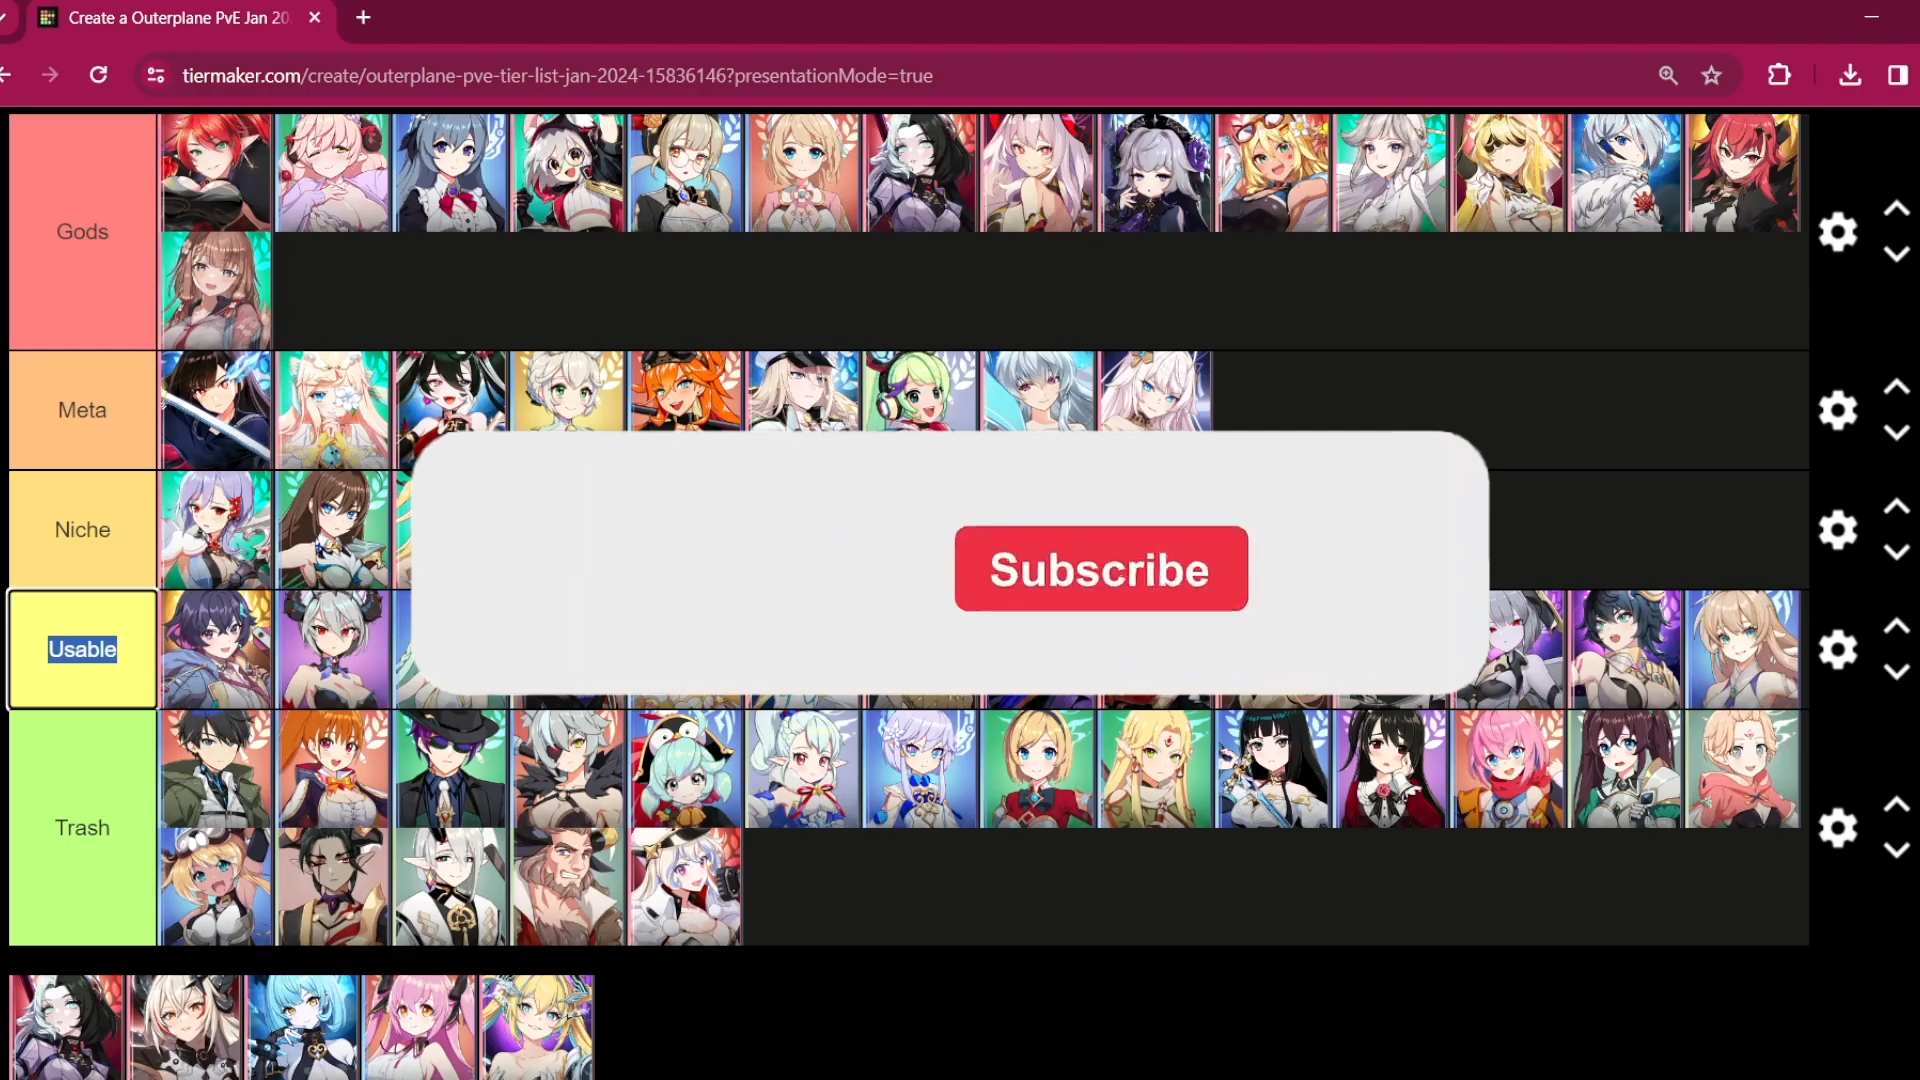 Create a Outerplane PvE Jan 20
tiermaker.com/create/outerplane-pve-tier-list-jan-2024-15836146?presentationMode=true
Gods
Meta
Niche
Subscribe
Usable
Trash